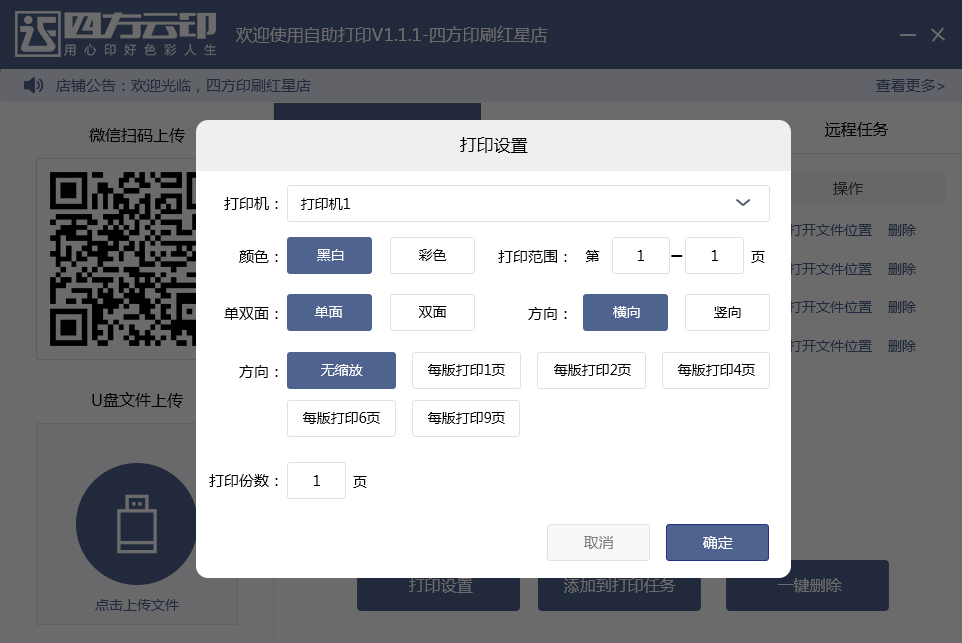 四方云印
用心印好色彩人生
欢迎使用自助打印V1.1.1-四方印刷红星店
店铺公告：欢迎光临，四方印刷红星店
查看更多>
微信扫码上传
远程任务
打印设置
操作
打印机： 打印机1
打开文件位置 删除
颜色： 黑白 彩色 打印范围： 第 1 — 1 页
打开文件位置 删除
单双面： 单面 双面 方向： 横向 竖向
打开文件位置 删除
打开文件位置 删除
方向： 无缩放 每版打印1页 每版打印2页 每版打印4页
每版打印6页 每版打印9页
U盘文件上传
打印份数： 1 页
取消 确定
打印设置 添加到打印任务 一键删除
点击上传文件